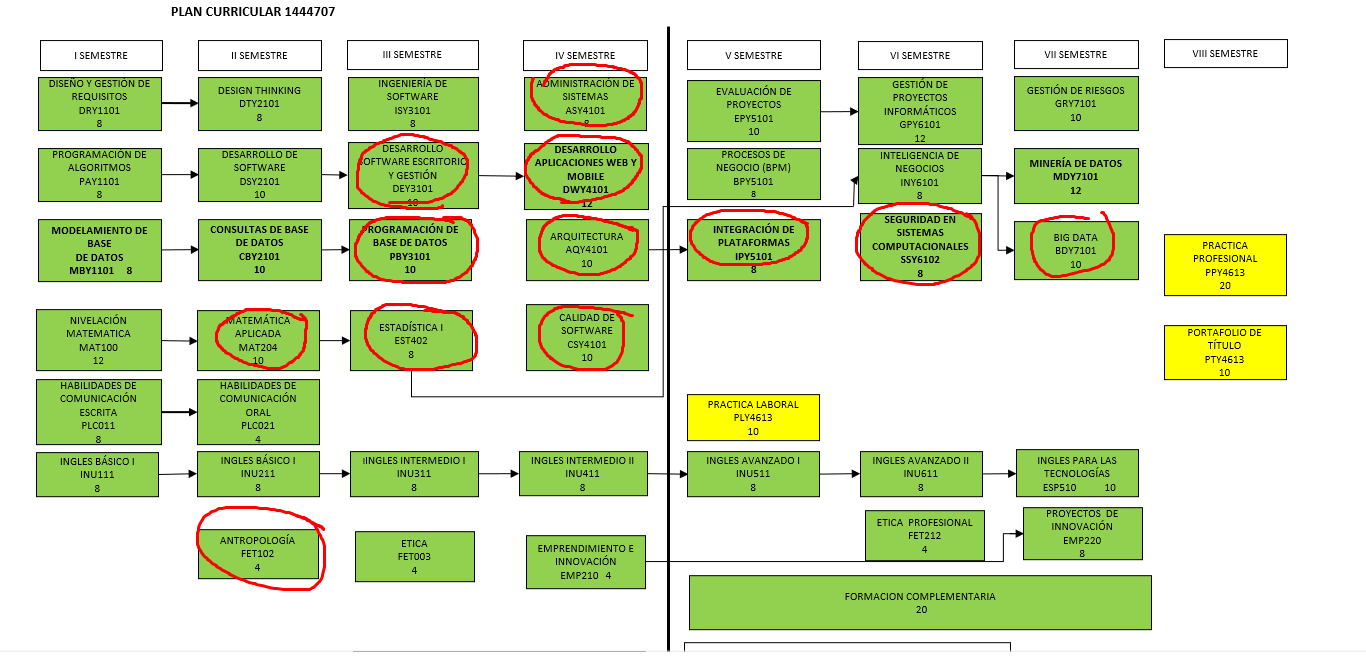 PLAN CURRICULAR 1444707
I SEMESTRE
II SEMESTRE
III SEMESTRE
IV SEMESTRE
V SEMESTRE
VI SEMESTRE
VII SEMESTRE
VIII SEMESTRE
DISEÑO Y GESTIÓN DE
REQUISITOS
DRY1101
8
DESIGN THINKING
DTY2101
8
INGENIERÍA DE
SOFTWARE
ISY3101
8
ADMINISTRACIÓN DE
SISTEMAS
ASY4101
8
EVALUACIÓN DE
PROYECTOS
EPY5101
10
GESTIÓN DE
PROYECTOS
INFORMÁTICOS
GPY6101
12
GESTIÓN DE RIESGOS
GRY7101
10
PROGRAMACIÓN DE
ALGORITMOS
PAY1101
8
DESARROLLO DE
SOFTWARE
DSY2101
10
DESARROLLO
SOFTWARE ESCRITORIO
Y GESTIÓN
DEY3101
10
DESARROLLO
APLICACIONES WEB Y
MOBILE
DWY4101
12
PROCESOS DE
NEGOCIO (BPM)
BPY5101
8
INTELIGENCIA DE
NEGOCIOS
INY6101
8
MINERÍA DE DATOS
MDY7101
12
MODELAMIENTO DE
BASE
DE DATOS
MBY1101 8
CONSULTAS DE BASE
DE DATOS
CBY2101
10
PROGRAMACIÓN DE
BASE DE DATOS
PBY3101
10
ARQUITECTURA
AQY4101
10
INTEGRACIÓN DE
PLATAFORMAS
IPY5101
8
SEGURIDAD EN
SISTEMAS
COMPUTACIONALES
SSY6102
8
BIG DATA
BDY7101
10
PRACTICA
PROFESIONAL
PPY4613
20
NIVELACIÓN
MATEMATICA
MAT100
12
MATEMÁTICA
APLICADA
MAT204
10
ESTADÍSTICA I
EST402
8
CALIDAD DE
SOFTWARE
CSY4101
10
PORTAFOLIO DE
TÍTULO
PTY4613
10
HABILIDADES DE
COMUNICACIÓN
ESCRITA
PLC011
8
HABILIDADES DE
COMUNICACIÓN
ORAL
PLC021
4
PRACTICA LABORAL
PLY4613
10
INGLES BÁSICO I
INU111
8
INGLES BÁSICO I
INU211
8
IINGLES INTERMEDIO I
INU311
8
INGLES INTERMEDIO II
INU411
8
INGLES AVANZADO I
INU511
8
INGLES AVANZADO II
INU611
8
INGLES PARA LAS
TECNOLOGÍAS
ESP510 10
ANTROPOLOGÍA
FET102
4
ETICA
FET003
4
EMPRENDIMIENTO E
INNOVACIÓN
EMP210 4
ETICA PROFESIONAL
FET212
4
PROYECTOS DE
INNOVACIÓN
EMP220
8
FORMACION COMPLEMENTARIA
20